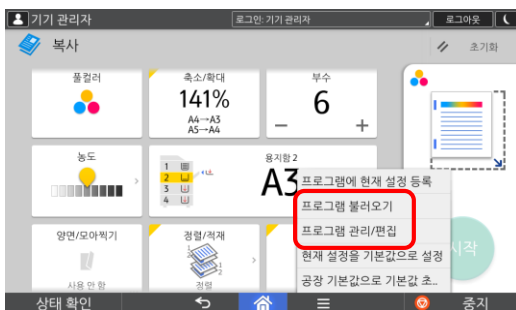 기기 관리자
로그인: 기기 관리자
로그아웃
복사
초기화
풀컬러
축소/확대
141%
A4→A3
A5→A4
부수
6
농도
1
2
3
4
용지함 2
A3
프로그램에 현재 설정 등록
프로그램 불러오기
프로그램 관리/편집
현재 설정을 기본값으로 설정
공장 기본값으로 기본값 초..
양면/모아찍기
사용 안 함
정렬/적재
정렬
시작
상태 확인
중지